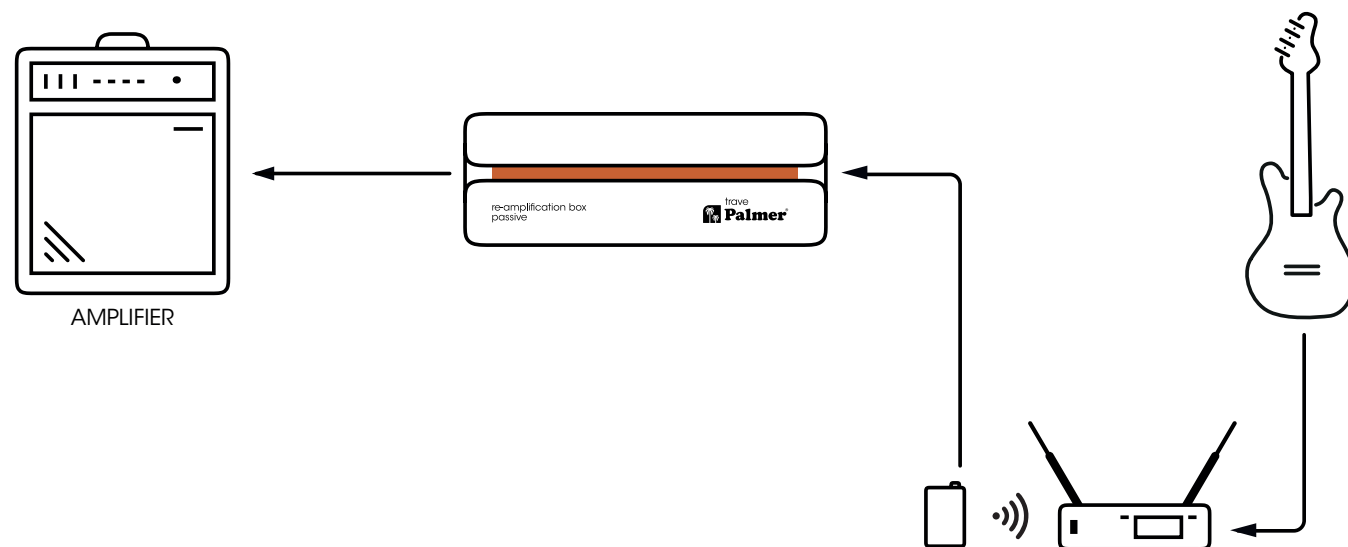 AMPLIFIER
re-amplification box
passive
trave
Palmer®